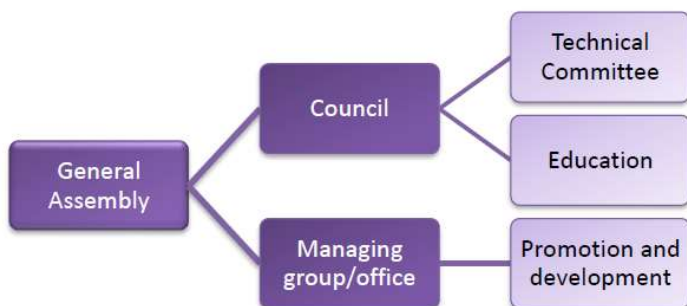 General
Assembly
Council
Managing
group/office
Technical
Committee
Education
Promotion and
development